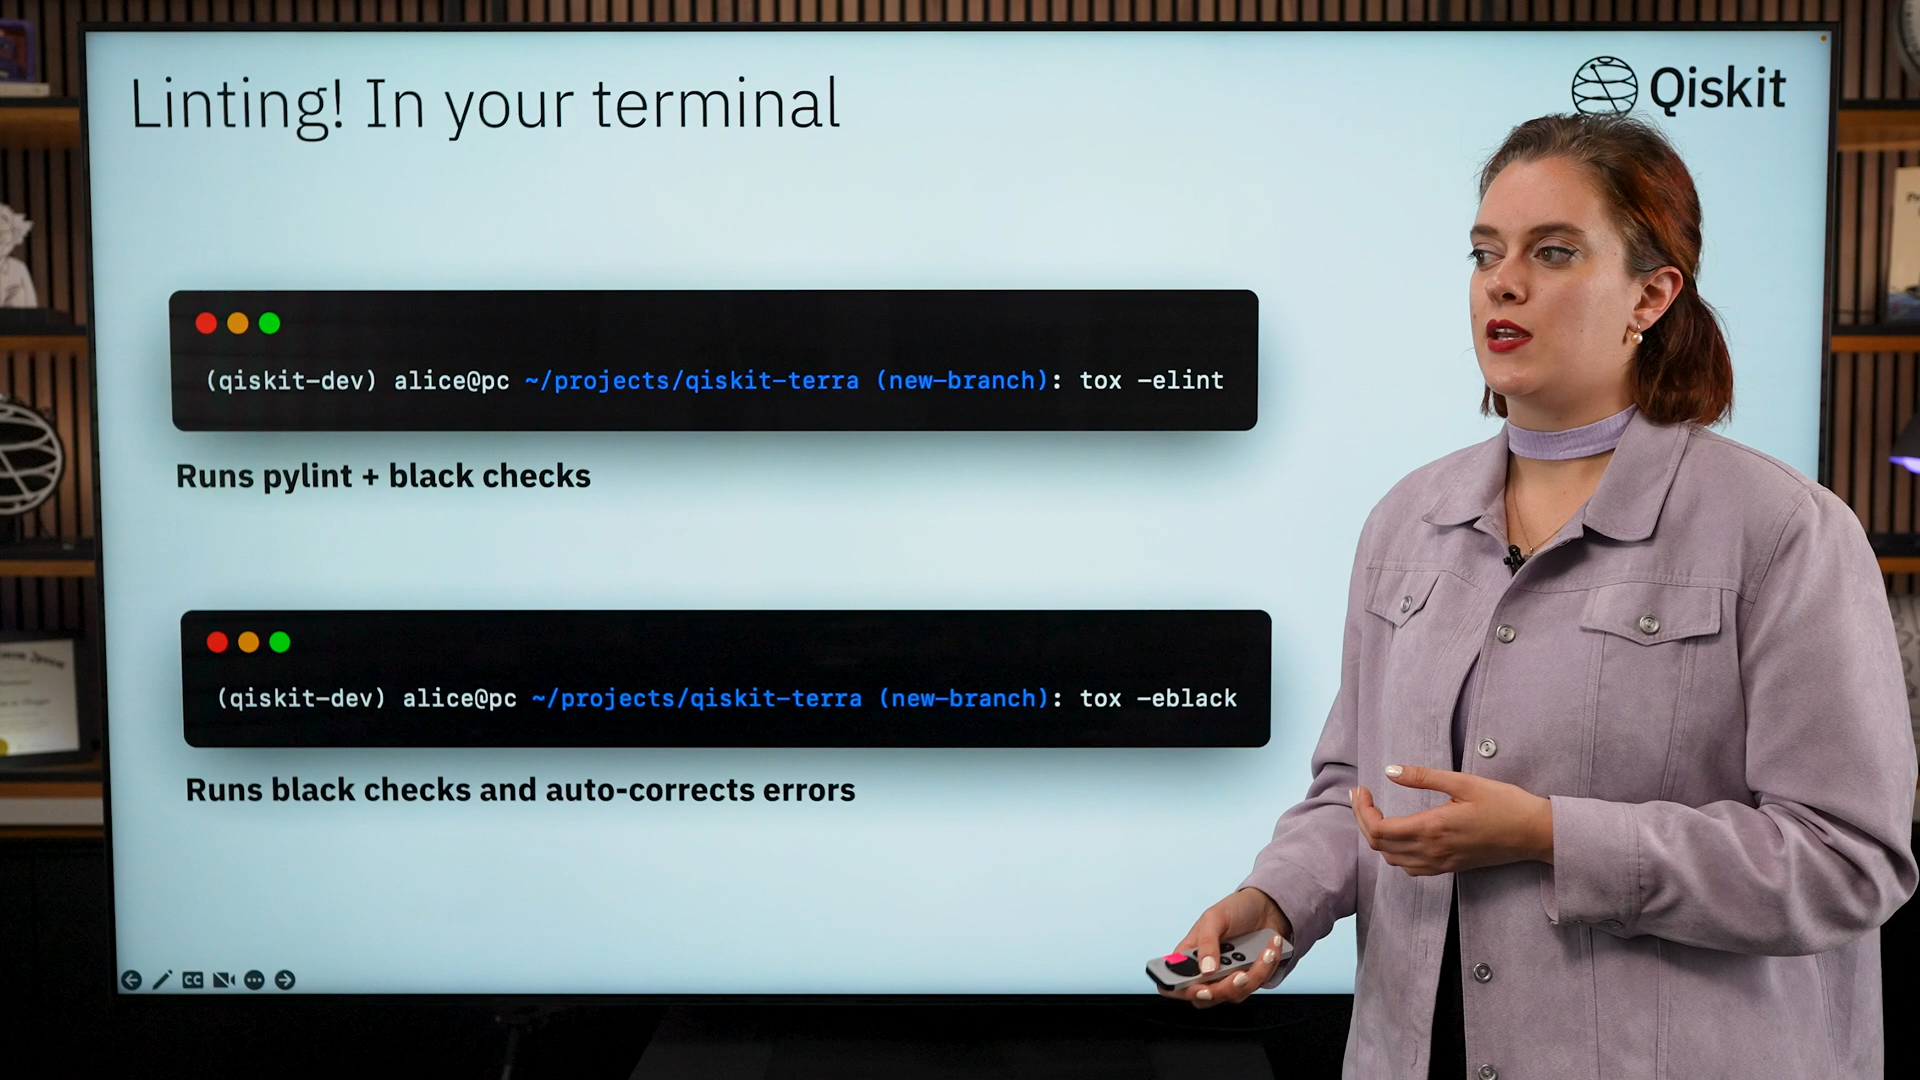 Linting! In your terminal
Qiskit
(qiskit-dev) alice@pc ~/projects/qiskit-terra (new-branch): tox -elint
Runs pylint + black checks
(qiskit-dev) alice@pc ~/projects/qiskit-terra (new-branch): tox -eblack
Runs black checks and auto-corrects errors
CC